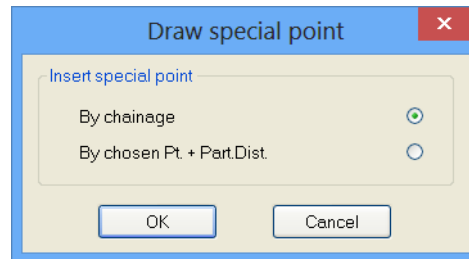 Draw special point
Insert special point
By chainage
By chosen Pt. + Part.Dist.
OK
Cancel